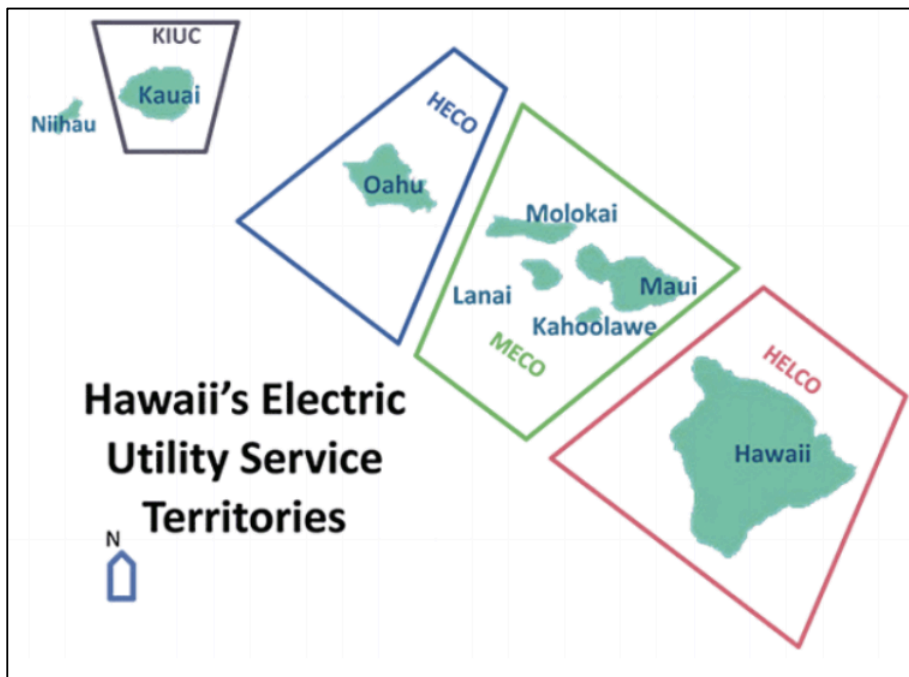 KIUC
Kauai
Niihau
HECO
Oahu
Molokai
Lanai
Maui
Kahoolawe
MECO
HELCO
Hawaii
Hawaii's Electric
Utility Service
Territories
N